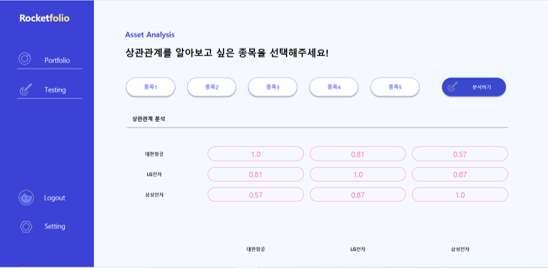 Rocketfolio
Portfolio
Testing
Logout
Setting
Asset Analysis
상관관계를 알아보고 싶은 종목을 선택해주세요!
종목1 종목2 종목3 종목4 종목5 분석하기
상관관계 분석
대한항공 1.0 0.81 0.57
LG전자 0.81 1.0 0.87
삼성전자 0.57 0.87 1.0
대한항공 LG전자 삼성전자